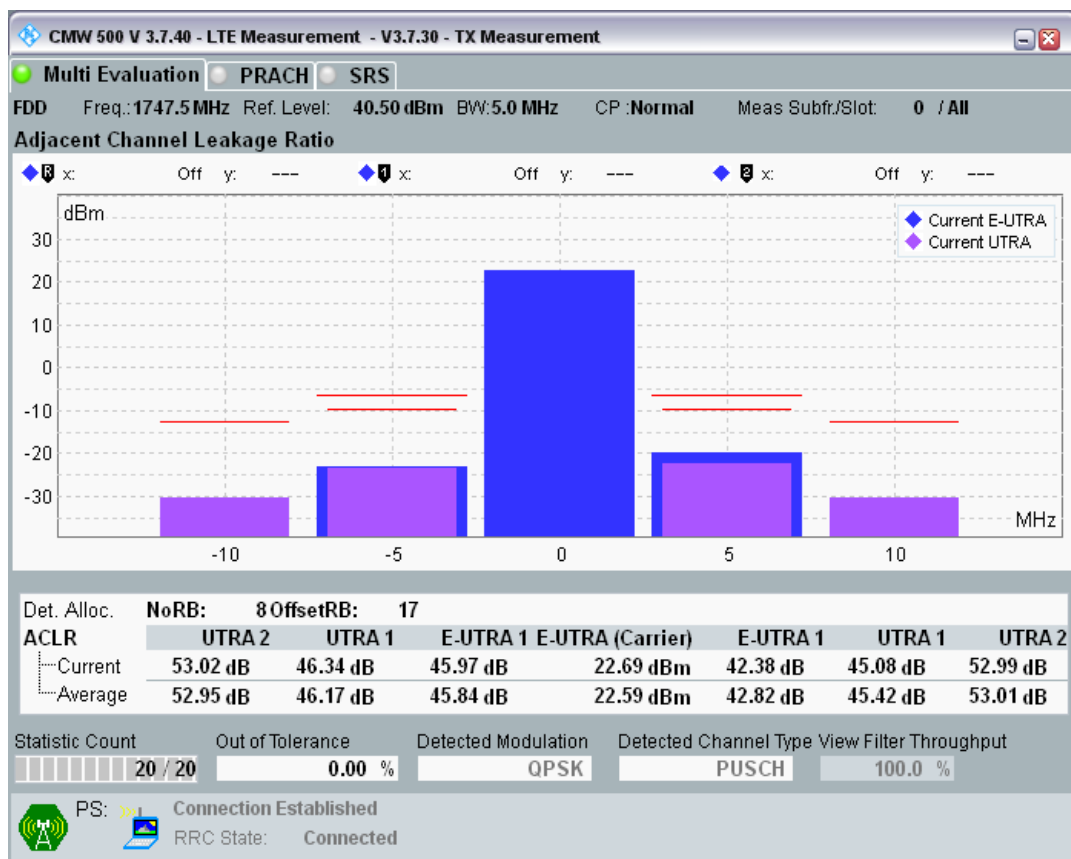 CMW 500 V 3.7.40 - LTE Measurement - V3.7.30 - TX Measurement
Multi Evaluation PRACH SRS
FDD Freq.: 1747.5 MHz Ref. Level: 40.50 dBm BW: 5.0 MHz CP : Normal Meas Subfr./Slot: 0 / All
Adjacent Channel Leakage Ratio
R x: Off y: --- 1 x: Off y: --- 2 x: Off y: ---
dBm
Current E-UTRA
Current UTRA
30
20
10
0
-10
-20
-30
MHz
-10 -5 0 5 10
Det. Alloc. NoRB: 8 OffsetRB: 17
ACLR UTRA 2 UTRA 1 E-UTRA 1 E-UTRA (Carrier) E-UTRA 1 UTRA 1 UTRA 2
Current 53.02 dB 46.34 dB 45.97 dB 22.69 dBm 42.38 dB 45.08 dB 52.99 dB
Average 52.95 dB 46.17 dB 45.84 dB 22.59 dBm 42.82 dB 45.42 dB 53.01 dB
Statistic Count Out of Tolerance Detected Modulation Detected Channel Type View Filter Throughput
20 / 20 0.00 % QPSK PUSCH 100.0 %
PS: Connection Established
RRC State: Connected